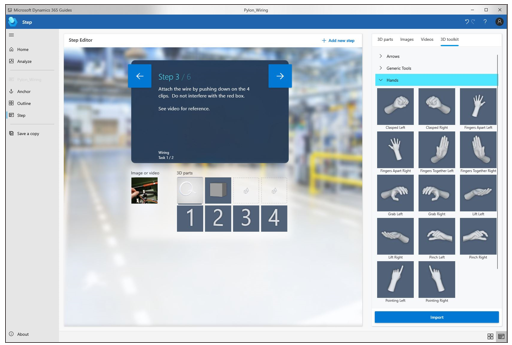 Microsoft Dynamics 365 Guides
Pylon_Wiring
Step
Home
Analyze
Anchor
Outline
Step
Save a copy
About
Step Editor
+ Add new step
Step 3 / 6
Attach the wire by pushing down on the 4
clips. Do not interfere with the red box.
See video for reference.
Wiring
Task 1 / 3
Image or video
3D parts
1 2 3 4
3D parts Images Videos 3D toolkit
Arrows
Generic Tools
Hands
Clasped Left Clasped Right Fingers Apart Left
Fingers Apart Right Fingers Together Left Fingers Together Right
Grab Left Grab Right Lift Left
Lift Right Pinch Left Pinch Right
Pointing Left Pointing Right
Import